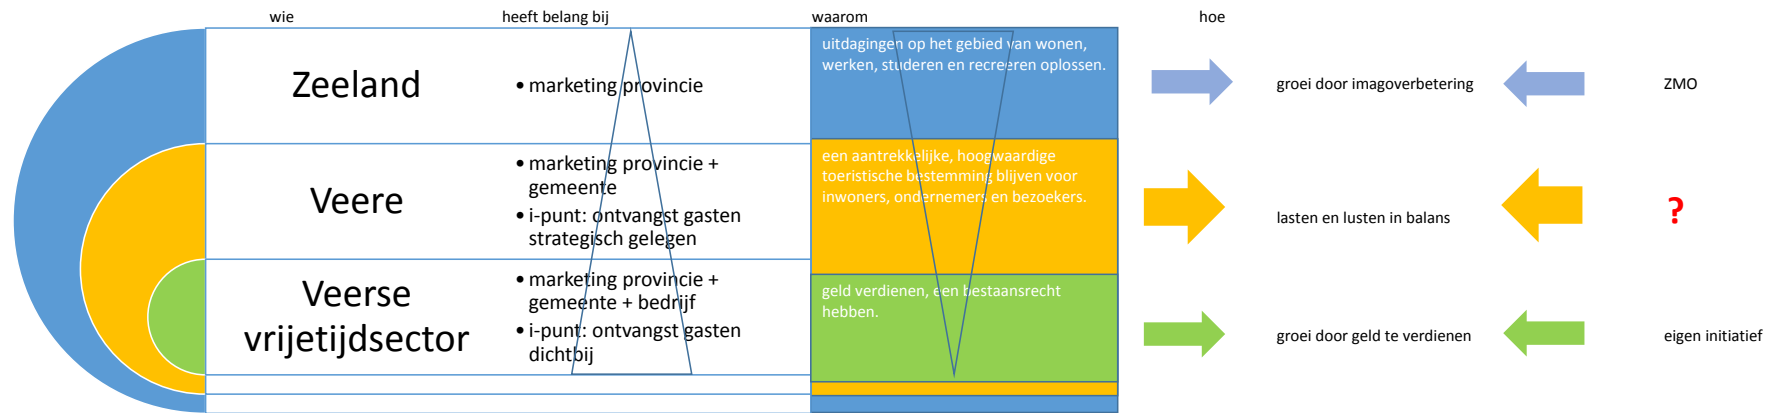 wie
heeft belang bij
waarom
hoe
Zeeland
• marketing provincie
uitdagingen op het gebied van wonen,
werken, studeren en recreëren oplossen.
groei door imagoverbetering
ZMO
Veere
• marketing provincie +
gemeente
• i-punt: ontvangst gasten
strategisch gelegen
een aantrekkelijke, hoogwaardige
toeristische bestemming blijven voor
inwoners, ondernemers en bezoekers.
lasten en lusten in balans
?
Veerse
vrijetijdsector
• marketing provincie +
gemeente + bedrijf
• i-punt: ontvangst gasten
dichtbij
geld verdienen, een bestaansrecht
hebben.
groei door geld te verdienen
eigen initiatief